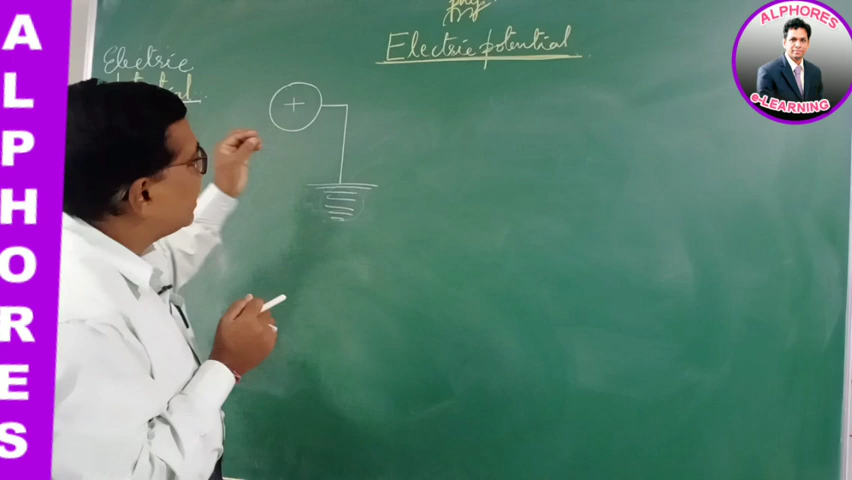 ALPHORES
Electric potential
Electric
+
ALPHORES
e-LEARNING